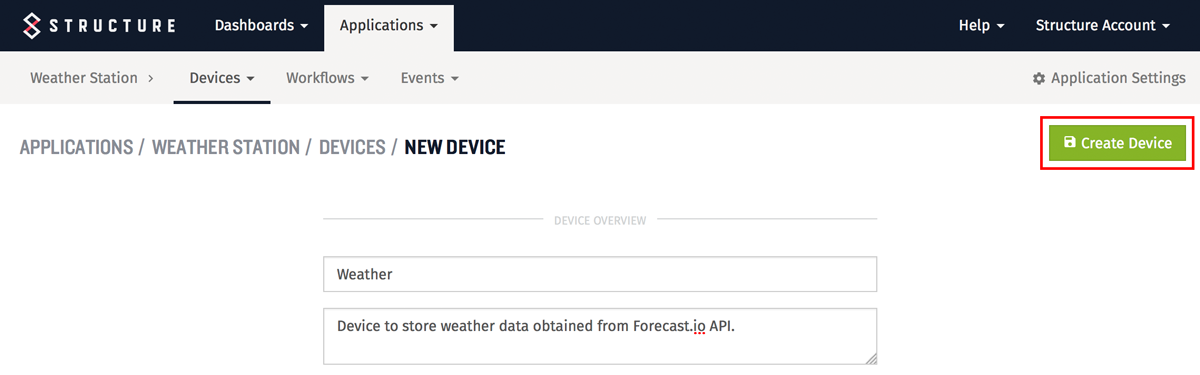 STRUCTURE Dashboards Applications Help Structure Account
Weather Station > Devices Workflows Events Application Settings
APPLICATIONS / WEATHER STATION / DEVICES / NEW DEVICE Create Device
DEVICE OVERVIEW
Weather
Device to store weather data obtained from Forecast.io API.